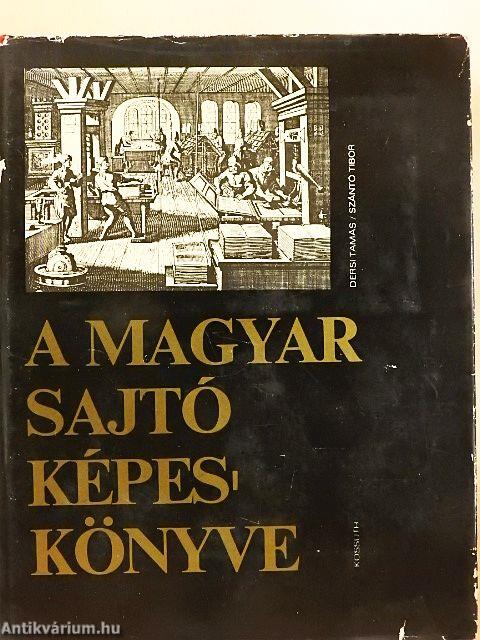 DERSI TAMÁS / SZÁNTÓ TIBOR
A MAGYAR
SAJTÓ
KÉPES-
KÖNYVE
KOSSUTH
Antikvárium.hu